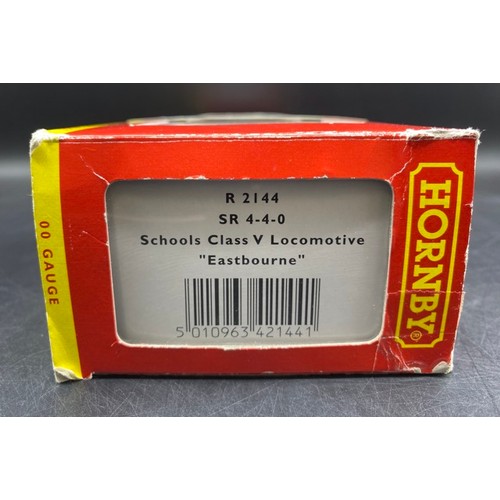 00 GAUGE
R 2144
SR 4-4-0
Schools Class V Locomotive
"Eastbourne"
5 010963 421441
HORNBY®